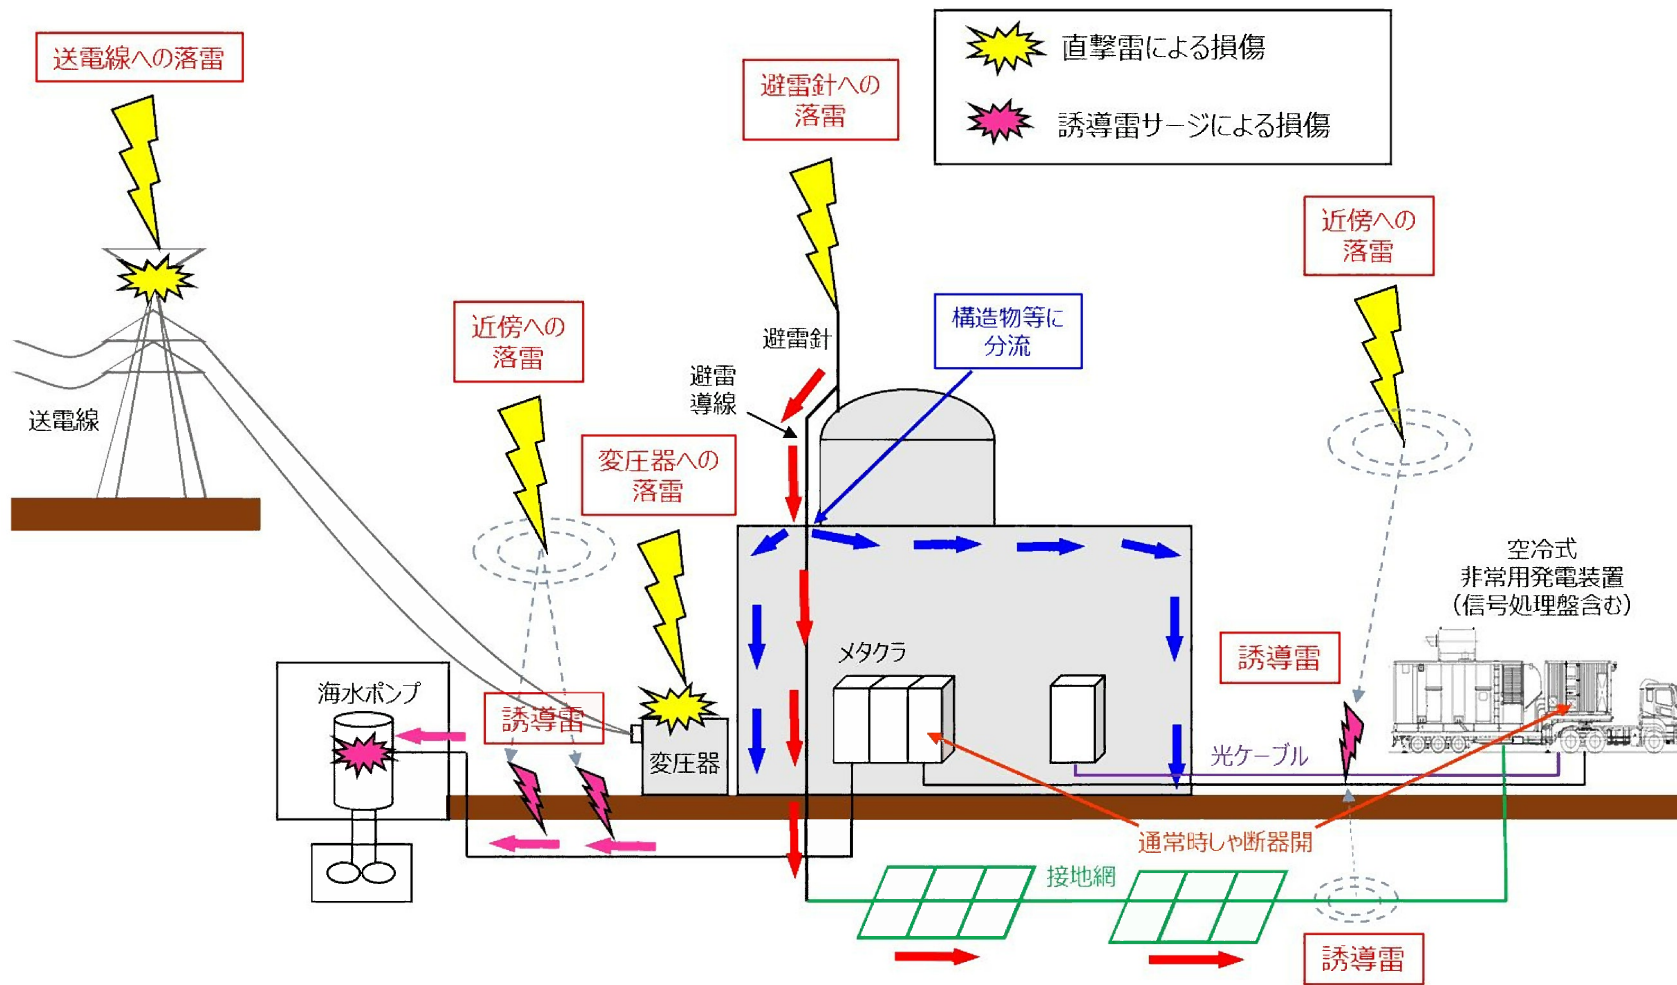 送電線への落雷
避雷針への
落雷
直撃雷による損傷
誘導雷サージによる損傷
近傍への
落雷
近傍への
落雷
構造物等に
分流
避雷針
避雷
導線
送電線
変圧器への
落雷
空冷式
非常用発電装置
(信号処理盤含む)
メタクラ
誘導雷
海水ポンプ
誘導雷
変圧器
光ケーブル
通常時しゃ断器開
接地網
誘導雷